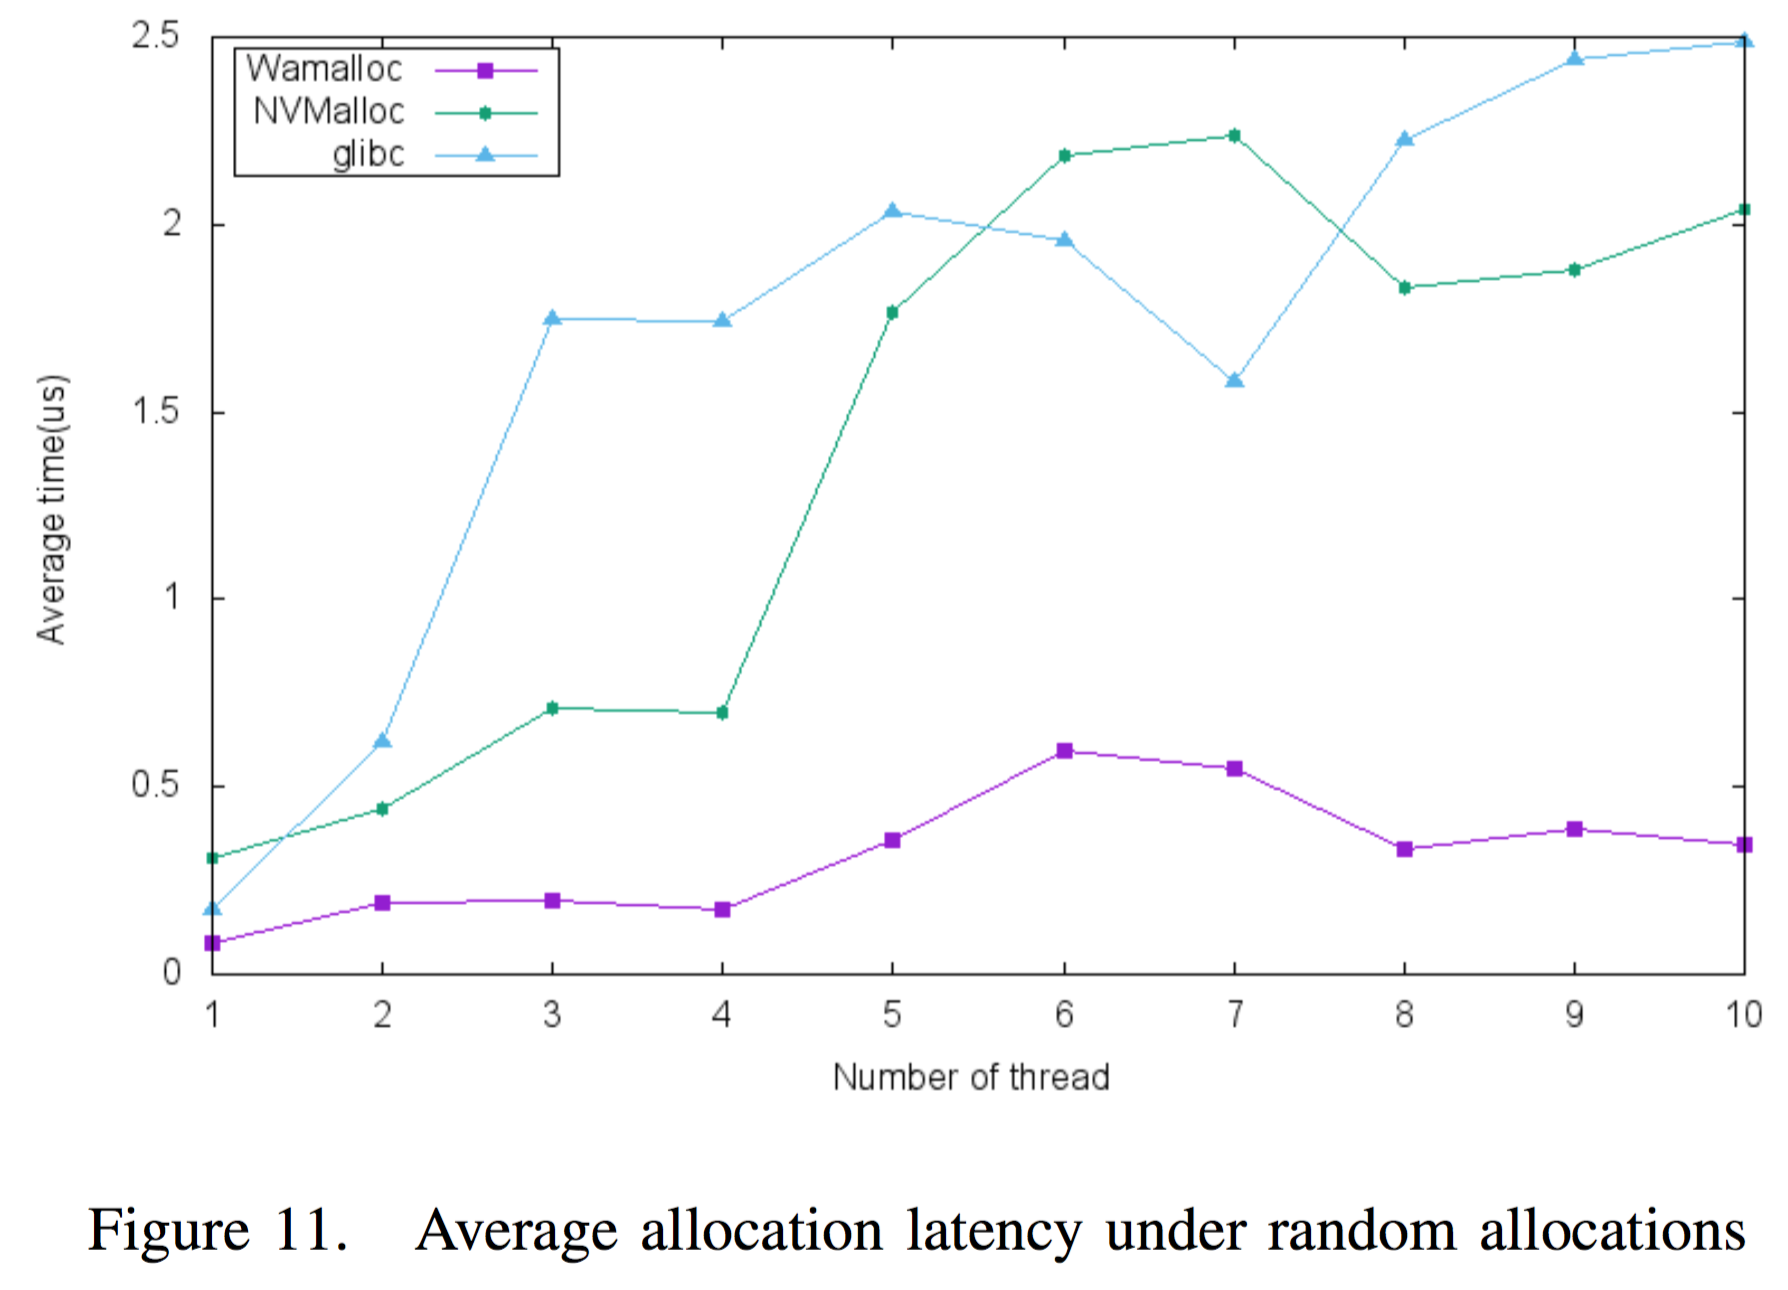 2.5
2
1.5
1
0.5
0
Average time(us)
Wamalloc
NVMalloc
glibc
1 2 3 4 5 6 7 8 9 10
Number of thread
Figure 11. Average allocation latency under random allocations